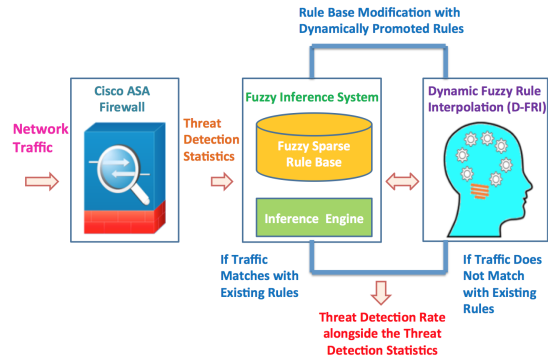 Rule Base Modification with
Dynamically Promoted Rules
Cisco ASA
Firewall
Fuzzy Inference System
Dynamic Fuzzy Rule
Interpolation (D-FRI)
Network
Traffic
Threat
Detection
Statistics
Fuzzy Sparse
Rule Base
Inference Engine
If Traffic
Matches with
Existing Rules
If Traffic Does
Not Match
with Existing
Rules
Threat Detection Rate
alongside the Threat
Detection Statistics